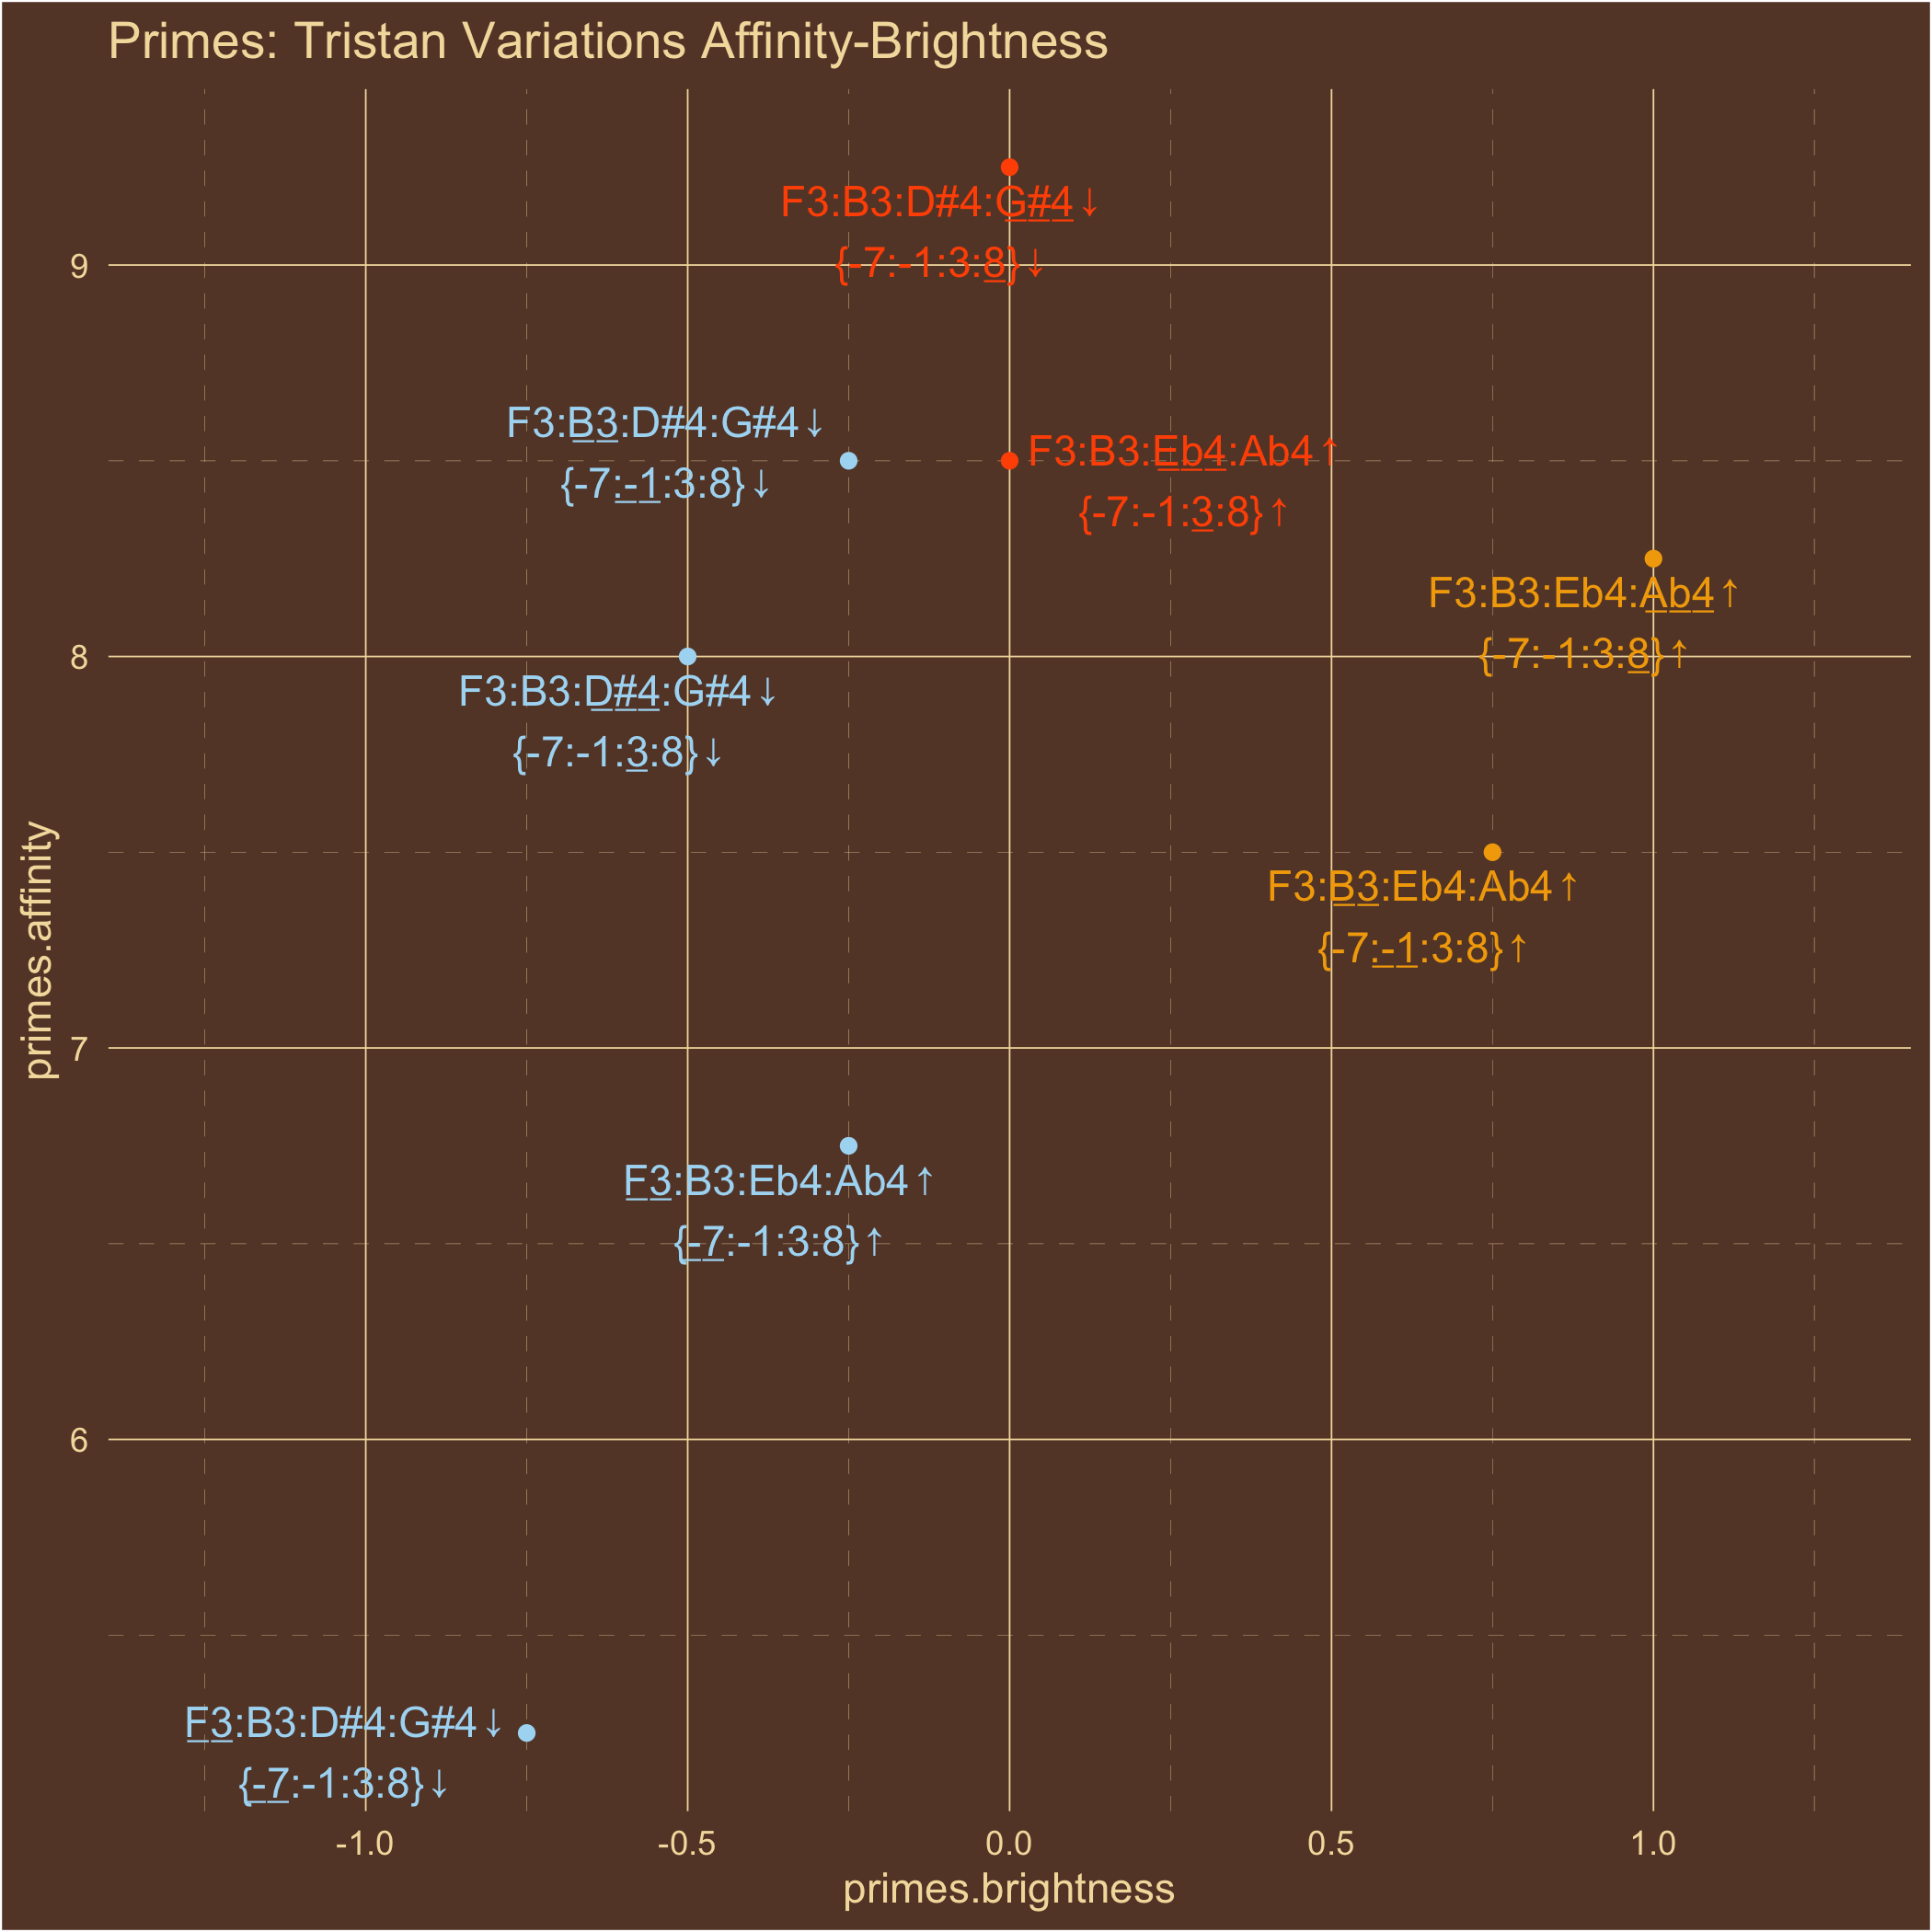 Primes: Tristan Variations Affinity-Brightness
F3:B3:D#4:G#4↓
{-7:-1:3:8}↓
9
F3:B3:D#4:G#4↓
{-7:-1:3:8}↓
F3:B3:Eb4:Ab4↑
{-7:-1:3:8}↑
F3:B3:Eb4:Ab4↑
{-7:-1:3:8}↑
8
F3:B3:D#4:G#4↓
{-7:-1:3:8}↓
F3:B3:Eb4:Ab4↑
{-7:-1:3:8}↑
primes.affinity
7
F3:B3:Eb4:Ab4↑
{-7:-1:3:8}↑
6
F3:B3:D#4:G#4↓
{-7:-1:3:8}↓
-1.0 -0.5 0.0 0.5 1.0
primes.brightness